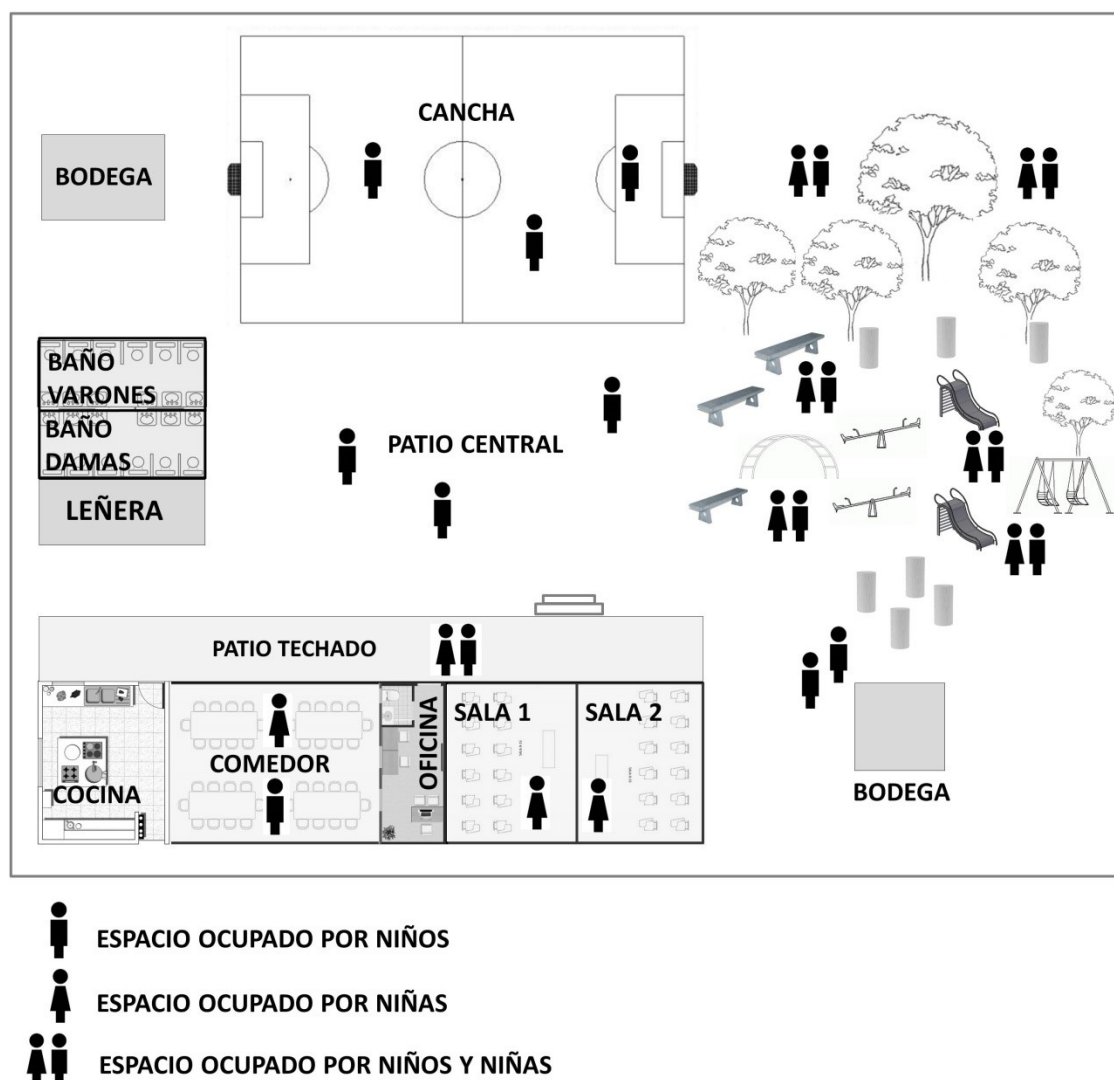 CANCHA
BODEGA
BAÑO
VARONES
BAÑO
DAMAS
LEÑERA
PATIO CENTRAL
PATIO TECHADO
COCINA
COMEDOR
OFICINA
SALA 1
SALA 2
BODEGA
ESPACIO OCUPADO POR NIÑOS
ESPACIO OCUPADO POR NIÑAS
ESPACIO OCUPADO POR NIÑOS Y NIÑAS